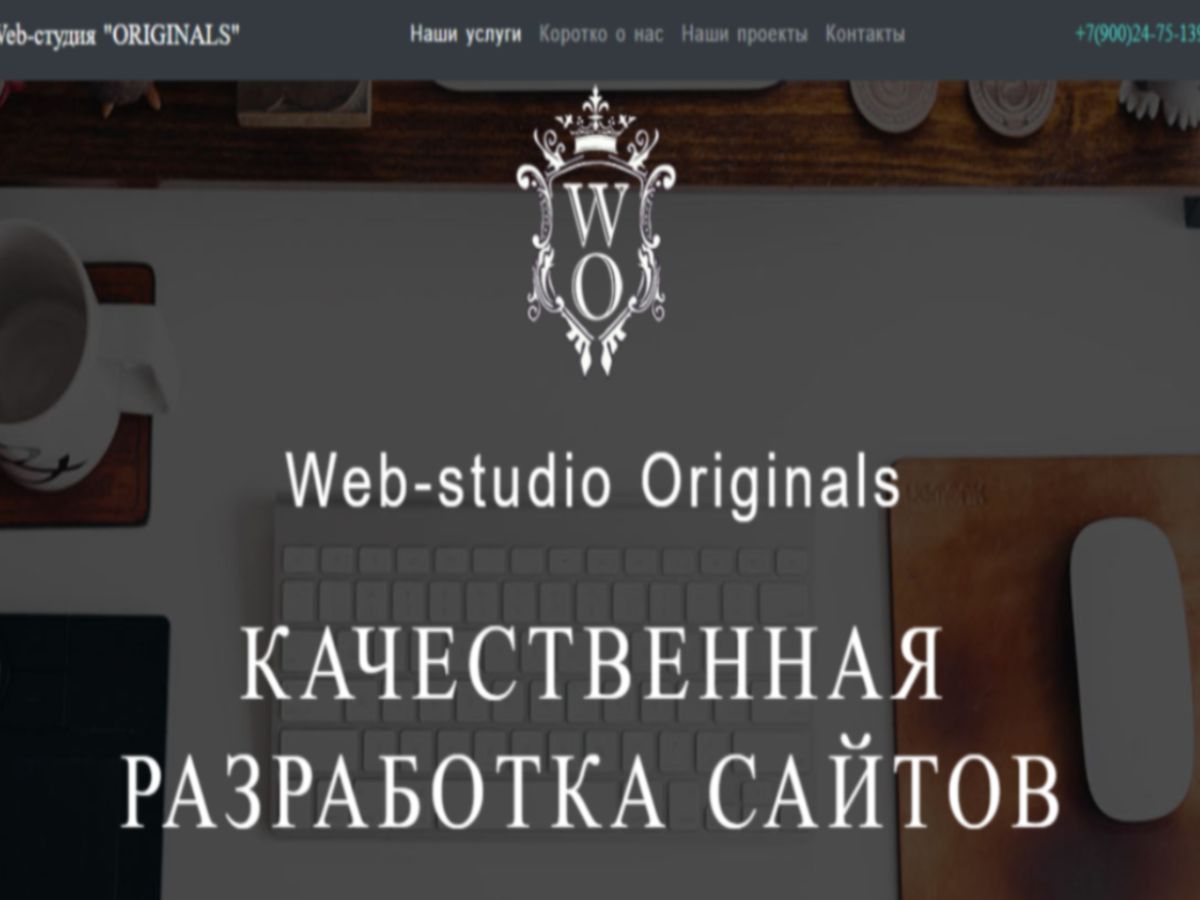 Web-студия "ORIGINALS"
Наши услуги Коротко о нас Наши проекты Контакты
+7(900)24-75-139
W
O
Web-studio Originals
КАЧЕСТВЕННАЯ
РАЗРАБОТКА САЙТОВ